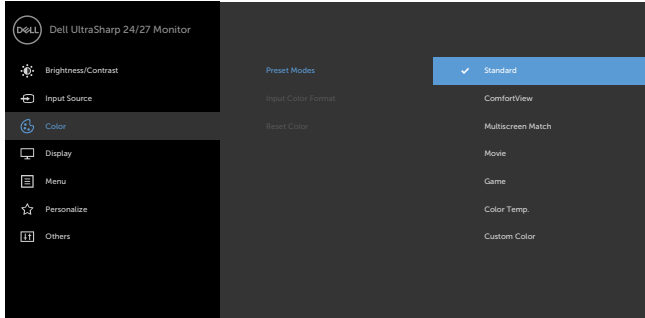 DELL Dell UltraSharp 24/27 Monitor
Brightness/Contrast Preset Modes Standard
Input Source Input Color Format ComfortView
Color Reset Color Multiscreen Match
Display Movie
Menu Game
Personalize Color Temp.
Others Custom Color